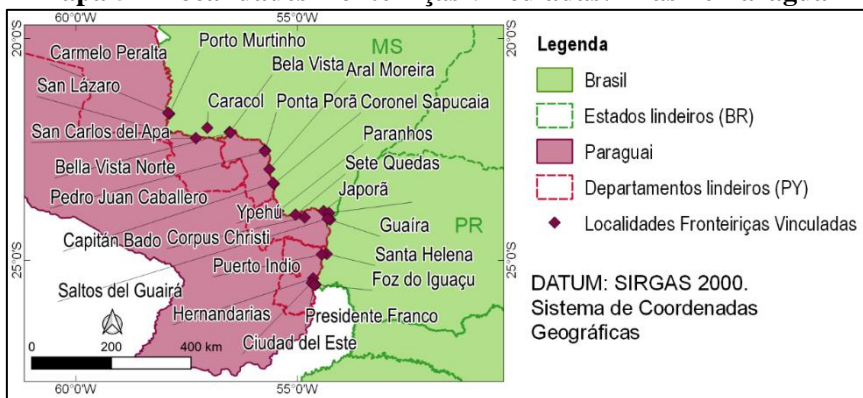 60°0'W
55°0'W
20°0'S
20°0'S
MS
Carmelo Peralta
Porto Murtinho
Bela Vista
Aral Moreira
San Lázaro
Caracol
Ponta Porã
Coronel Sapucaia
San Carlos del Apa
Paranhos
Bella Vista Norte
Sete Quedas
Pedro Juan Caballero
Japorã
Ypehú
PR
Capitán Bado
Corpus Christi
Guaíra
Puerto Indio
Santa Helena
25°0'S
25°0'S
Saltos del Guairá
Foz do Iguaçu
Hernandarias
Presidente Franco
Ciudad del Este
0 200 400 km
60°0'W
55°0'W
Legenda
Brasil
Estados lindeiros (BR)
Paraguai
Departamentos lindeiros (PY)
Localidades Fronteiriças Vinculadas
DATUM: SIRGAS 2000.
Sistema de Coordenadas
Geográficas